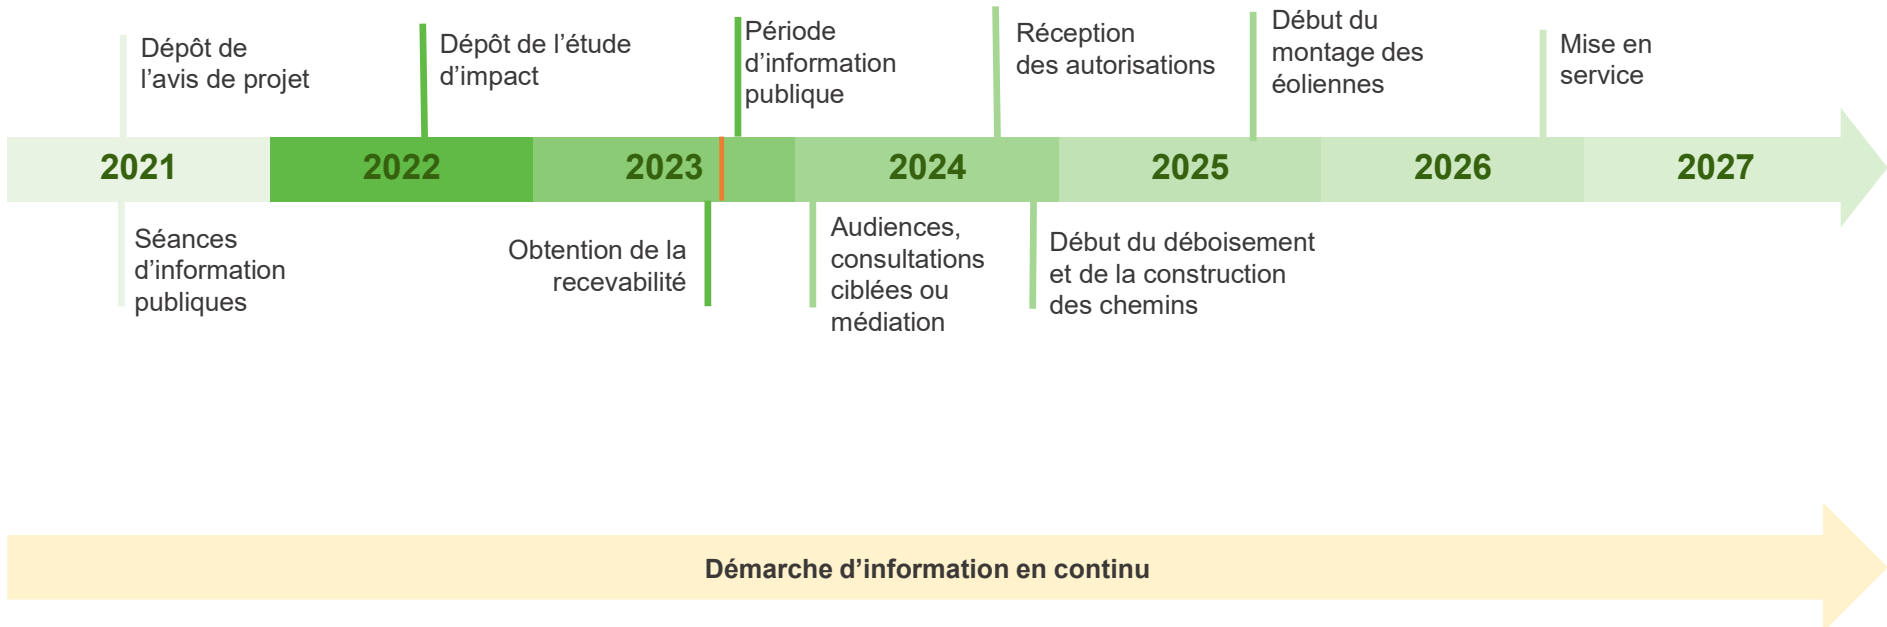 Dépôt de
l’avis de projet
Dépôt de l’étude
d’impact
Période
d’information
publique
Réception
des autorisations
Début du
montage des
éoliennes
Mise en
service
2021
2022
2023
2024
2025
2026
2027
Séances
d’information
publiques
Obtention de la
recevabilité
Audiences,
consultations
ciblées ou
médiation
Début du déboisement
et de la construction
des chemins
Démarche d’information en continu